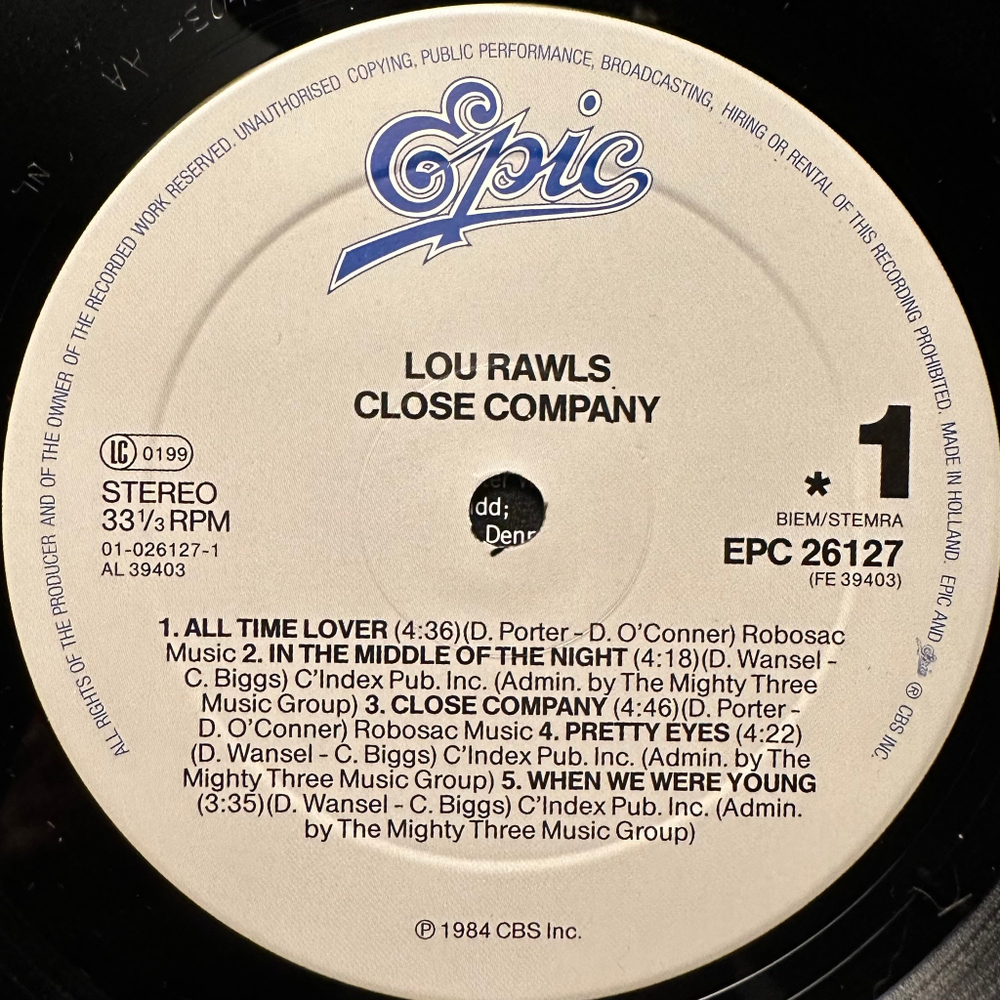 ALL RIGHTS OF THE PRODUCER AND OF THE OWNER OF THE RECORDED WORK RESERVED. UNAUTHORISED COPYING, PUBLIC PERFORMANCE, BROADCASTING, HIRING OR RENTAL OF THIS RECORDING PROHIBITED. MADE IN HOLLAND. EPIC AND Epic ® CBS INC.
Epic
LOU RAWLS
CLOSE COMPANY
LC 0199
STEREO
33 1/3 RPM
01-026127-1
AL 39403
* 1
BIEM/STEMRA
EPC 26127
(FE 39403)
dd;
1. ALL TIME LOVER (4:36)(D. Porter - D. O'Conner) Robosac
Music 2. IN THE MIDDLE OF THE NIGHT (4:18)(D. Wansel -
C. Biggs) C'Index Pub. Inc. (Admin. by The Mighty Three
Music Group) 3. CLOSE COMPANY (4:46)(D. Porter -
D. O'Conner) Robosac Music 4. PRETTY EYES (4:22)
(D. Wansel - C. Biggs) C'Index Pub. Inc. (Admin. by The
Mighty Three Music Group) 5. WHEN WE WERE YOUNG
(3:35)(D. Wansel - C. Biggs) C'Index Pub. Inc. (Admin.
by The Mighty Three Music Group)
℗ 1984 CBS Inc.
AA
NL